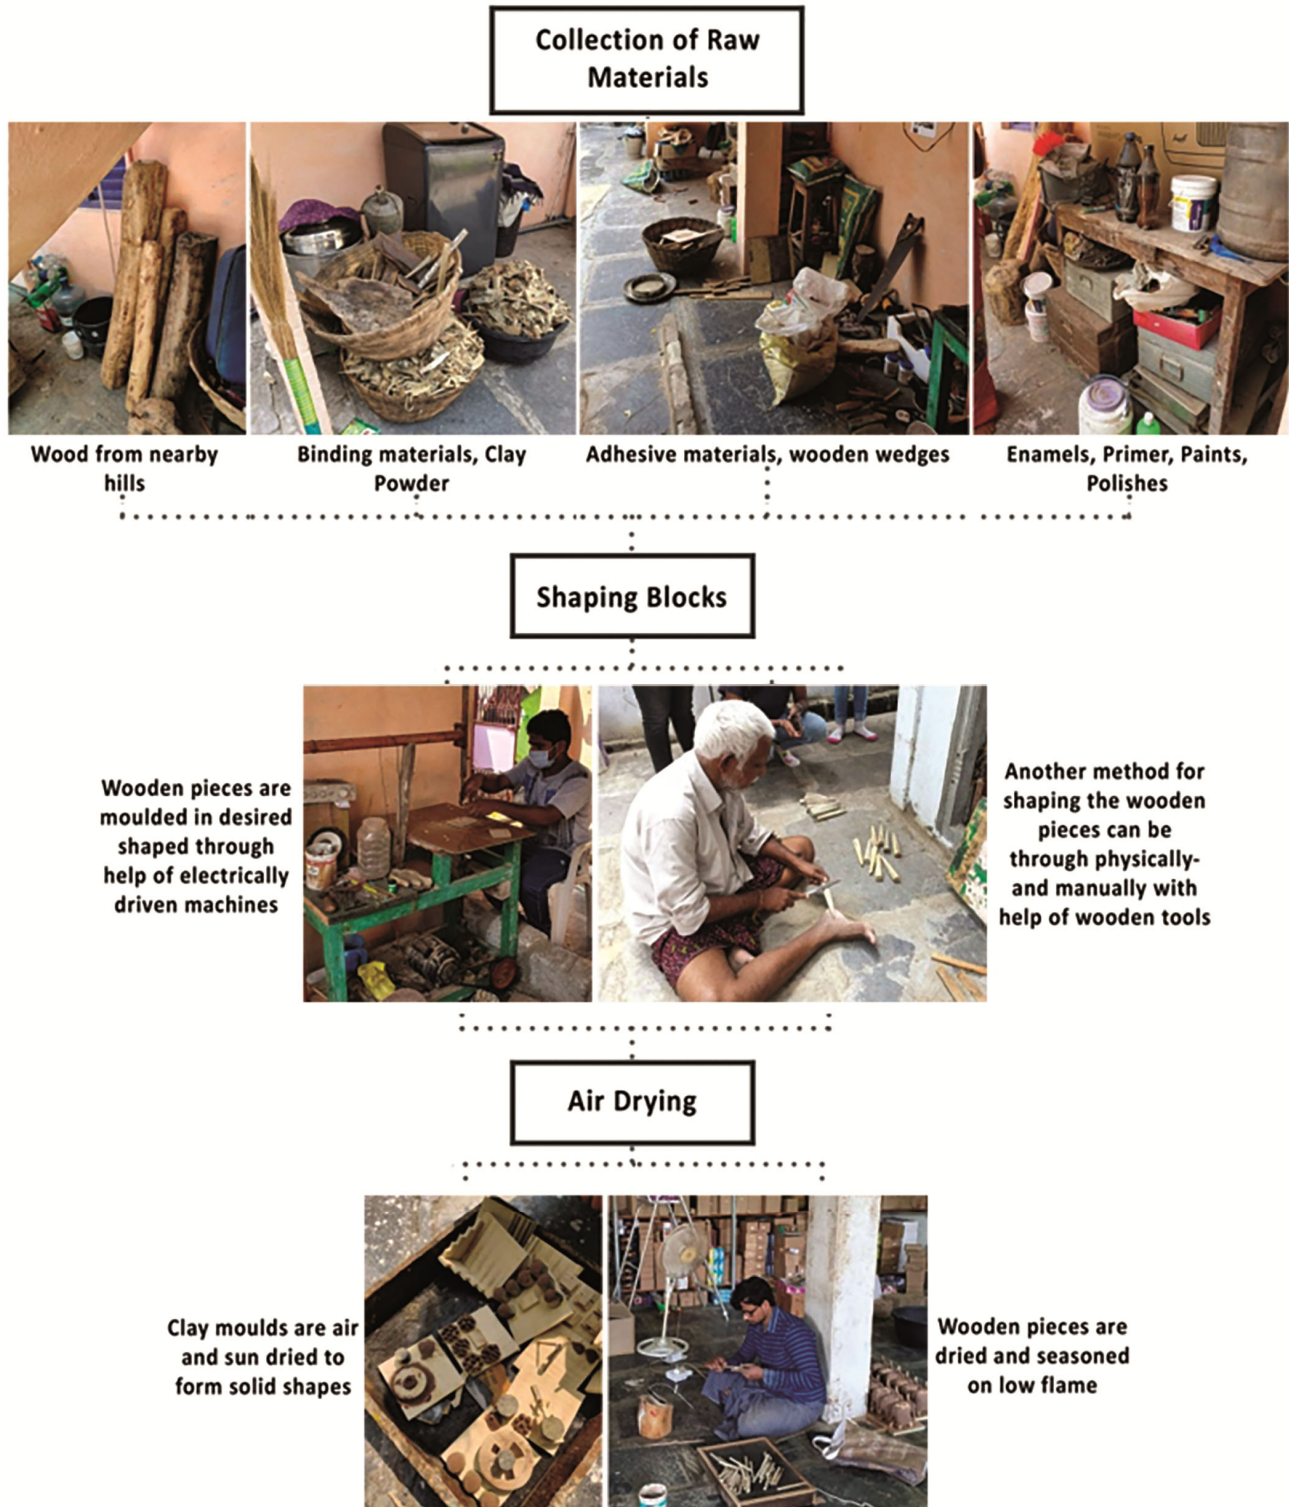 Collection of Raw
Materials
Wood from nearby
hills
Binding materials, Clay
Powder
Adhesive materials, wooden wedges
Enamels, Primer, Paints,
Polishes
Shaping Blocks
Wooden pieces are
moulded in desired
shaped through
help of electrically
driven machines
Another method for
shaping the wooden
pieces can be
through physically-
and manually with
help of wooden tools
Air Drying
Clay moulds are air
and sun dried to
form solid shapes
Wooden pieces are
dried and seasoned
on low flame